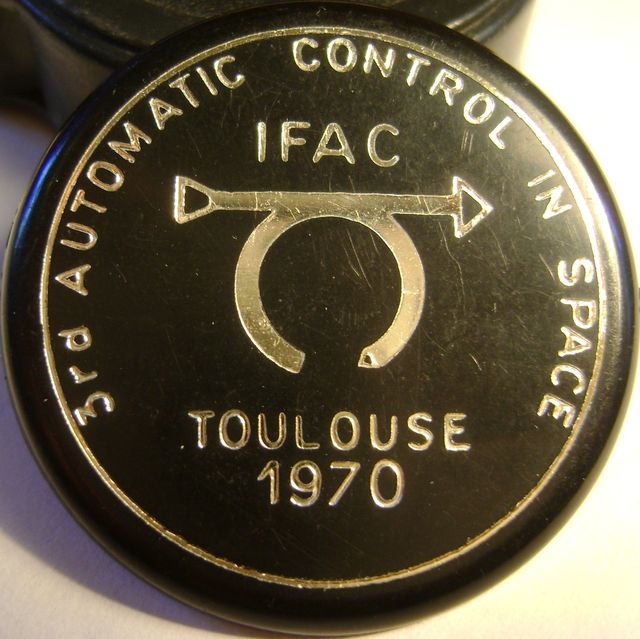 3rd AUTOMATIC CONTROL IN SPACE
IFAC
TOULOUSE
1970